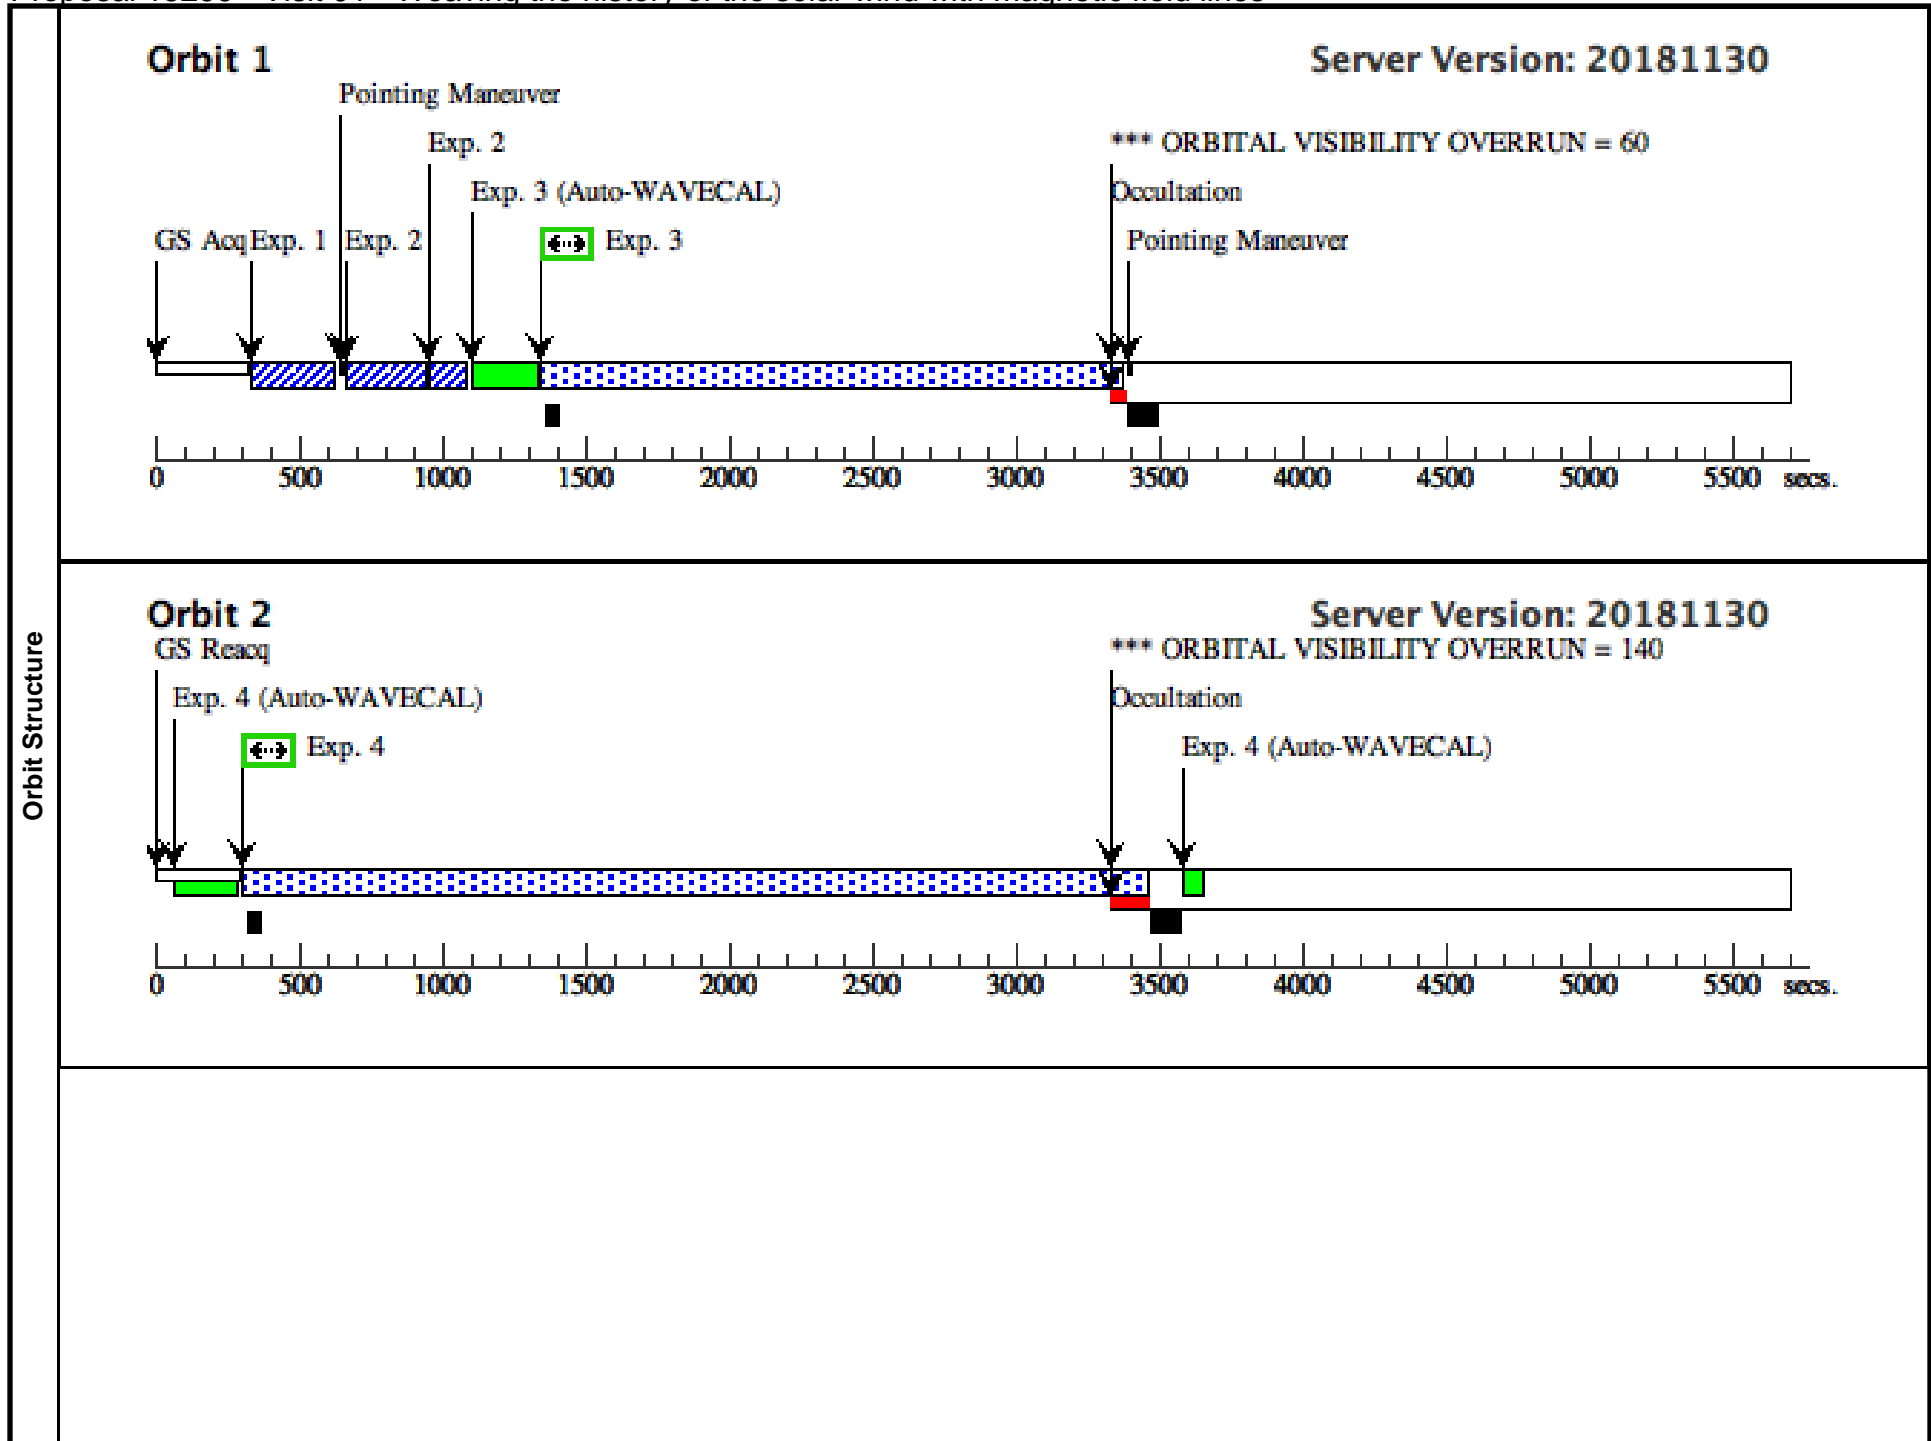 Orbit Structure
Orbit 1
Server Version: 20181130
Pointing Maneuver
Exp. 2
*** ORBITAL VISIBILITY OVERRUN = 60
Exp. 3 (Auto-WAVECAL)
Occultation
GS Acq Exp. 1 Exp. 2
Exp. 3
Pointing Maneuver
0 500 1000 1500 2000 2500 3000 3500 4000 4500 5000 5500 secs.
Orbit 2
Server Version: 20181130
GS Reacq
*** ORBITAL VISIBILITY OVERRUN = 140
Exp. 4 (Auto-WAVECAL)
Occultation
Exp. 4
Exp. 4 (Auto-WAVECAL)
0 500 1000 1500 2000 2500 3000 3500 4000 4500 5000 5500 secs.